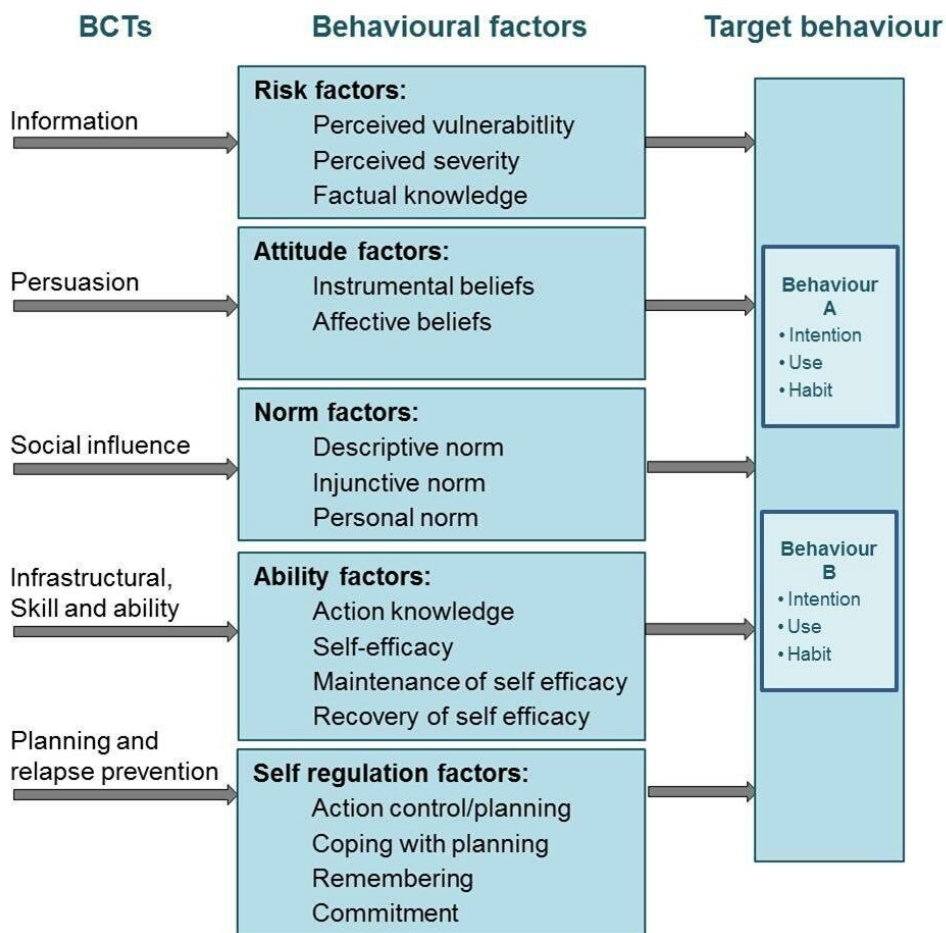 BCTs
Behavioural factors
Target behaviour
Information
Risk factors:
Perceived vulnerabitlity
Perceived severity
Factual knowledge
Persuasion
Attitude factors:
Instrumental beliefs
Affective beliefs
Social influence
Norm factors:
Descriptive norm
Injunctive norm
Personal norm
Infrastructural,
Skill and ability
Ability factors:
Action knowledge
Self-efficacy
Maintenance of self efficacy
Recovery of self efficacy
Planning and
relapse prevention
Self regulation factors:
Action control/planning
Coping with planning
Remembering
Commitment
Behaviour
A
• Intention
• Use
• Habit
Behaviour
B
• Intention
• Use
• Habit